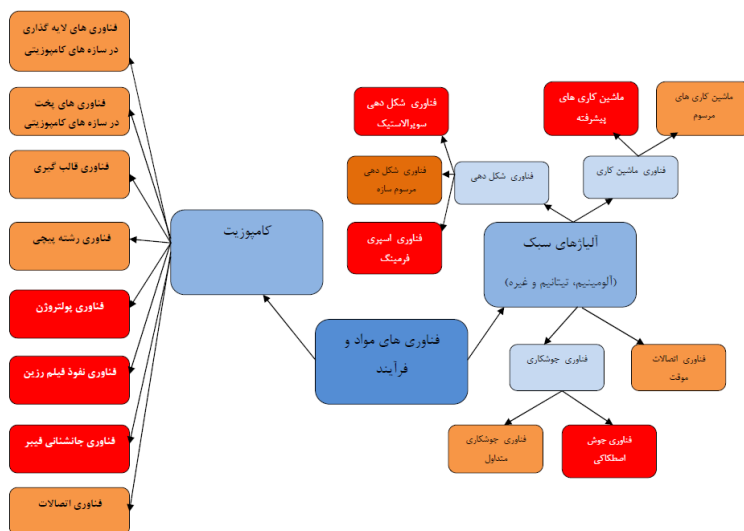 فناوری های لایه گذاری
در سازه های کامپوزیتی
فناوری های پخت
در سازه های کامپوزیتی
فناوری قالب گیری
فناوری رشته پیچی
فناوری پولتروژن
فناوری نفوذ فیلم رزین
فناوری جانشنانی فیبر
فناوری اتصالات
کامپوزیت
فناوری های مواد و
فرآیند
آلیاژهای سبک
(آلومینیم، تیتانیم و غیره)
فناوری شکل دهی
فناوری شکل دهی
سوپرالاستیک
فناوری شکل دهی
مرسوم سازه
فناوری اسپری
فرمینگ
فناوری ماشین کاری
ماشین کاری های
پیشرفته
ماشین کاری های
مرسوم
فناوری جوشکاری
فناوری اتصالات
موقت
فناوری جوشکاری
متداول
فناوری جوش
اصطکاکی